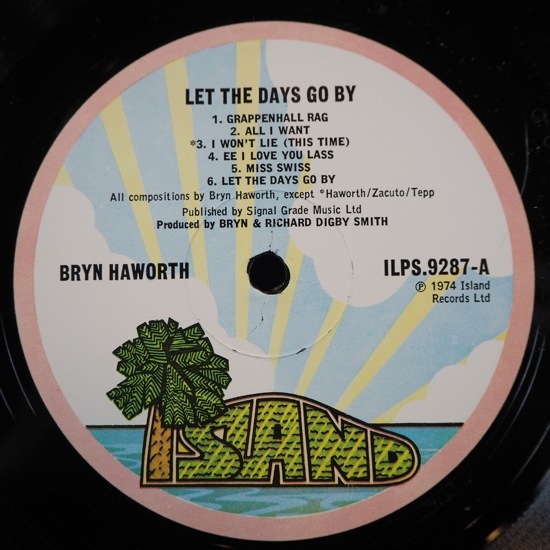 LET THE DAYS GO BY
1. GRAPPENHALL RAG
2. ALL I WANT
*3. I WON'T LIE (THIS TIME)
4. EE I LOVE YOU LASS
5. MISS SWISS
6. LET THE DAYS GO BY
All compositions by Bryn Haworth, except *Haworth/Zacuto/Tepp
Published by Signal Grade Music Ltd
Produced by BRYN & RICHARD DIGBY SMITH
BRYN HAWORTH
ILPS.9287-A
℗ 1974 Island
Records Ltd
ISLAND